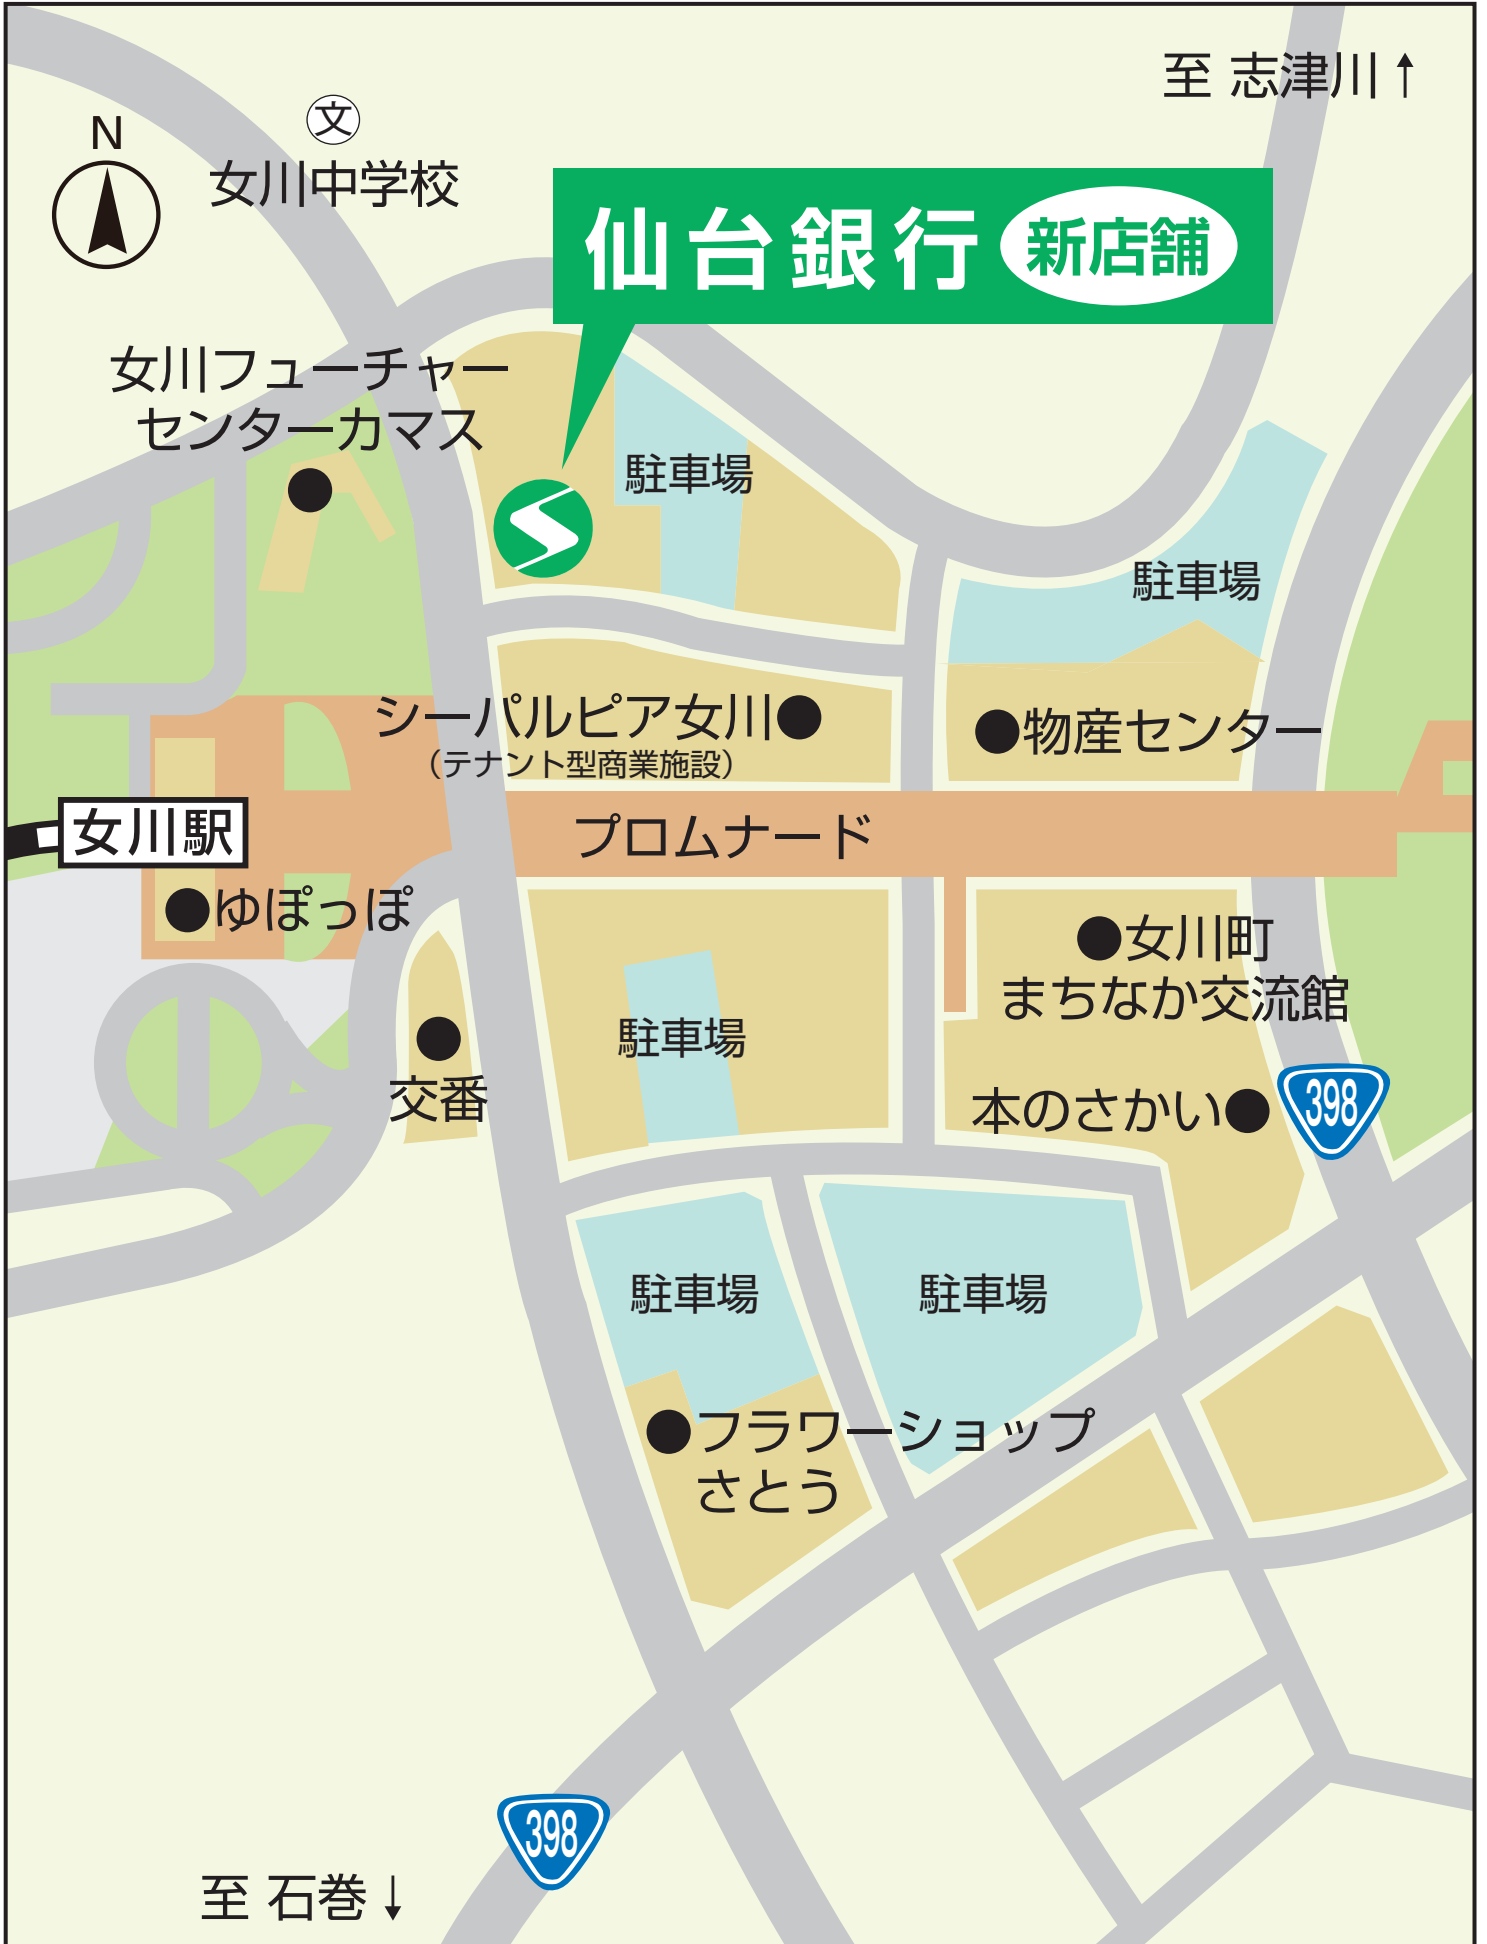 至 志津川↑
N
文
女川中学校
仙台銀行 新店舗
女川フューチャー
センターカマス
駐車場
駐車場
シーパルピア女川●
（テナント型商業施設）
●物産センター
女川駅
プロムナード
●ゆぽっぽ
●女川町
まちなか交流館
駐車場
交番
本のさかい●
398
駐車場
駐車場
●フラワーショップ
さとう
398
至 石巻↓